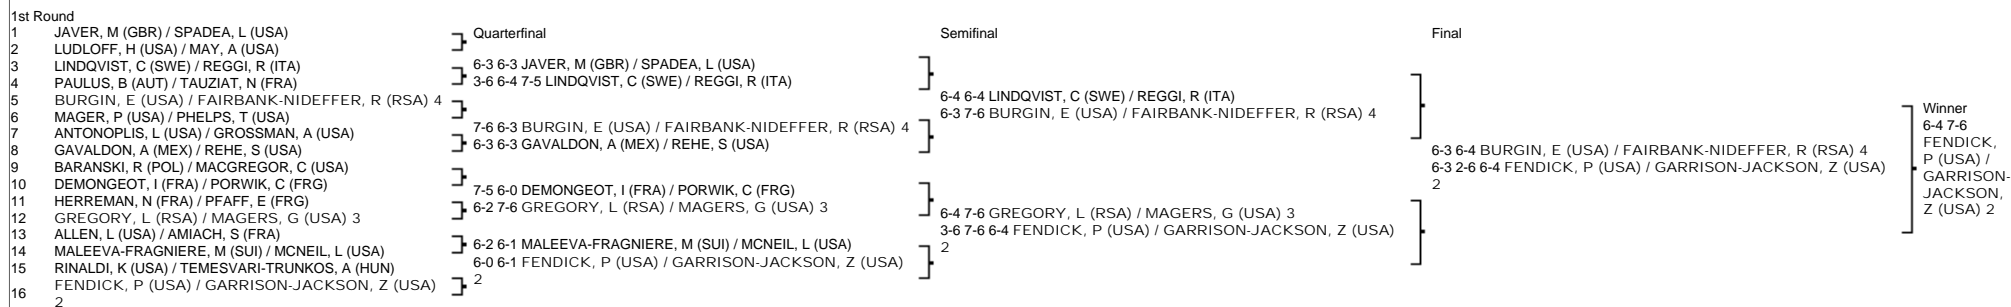 1st Round
1 JAVER, M (GBR) / SPADEA, L (USA)
2 LUDLOFF, H (USA) / MAY, A (USA)
3 LINDQVIST, C (SWE) / REGGI, R (ITA)
4 PAULUS, B (AUT) / TAUZIAT, N (FRA)
5 BURGIN, E (USA) / FAIRBANK-NIDEFFER, R (RSA) 4
6 MAGER, P (USA) / PHELPS, T (USA)
7 ANTONOPLIS, L (USA) / GROSSMAN, A (USA)
8 GAVALDON, A (MEX) / REHE, S (USA)
9 BARANSKI, R (POL) / MACGREGOR, C (USA)
10 DEMONGEOT, I (FRA) / PORWIK, C (FRG)
11 HERREMAN, N (FRA) / PFAFF, E (FRG)
12 GREGORY, L (RSA) / MAGERS, G (USA) 3
13 ALLEN, L (USA) / AMIACH, S (FRA)
14 MALEEVA-FRAGNIERE, M (SUI) / MCNEIL, L (USA)
15 RINALDI, K (USA) / TEMESVARI-TRUNKOS, A (HUN)
16 FENDICK, P (USA) / GARRISON-JACKSON, Z (USA)
2
Quarterfinal
6-3 6-3 JAVER, M (GBR) / SPADEA, L (USA)
3-6 6-4 7-5 LINDQVIST, C (SWE) / REGGI, R (ITA)
7-6 6-3 BURGIN, E (USA) / FAIRBANK-NIDEFFER, R (RSA) 4
6-3 6-3 GAVALDON, A (MEX) / REHE, S (USA)
7-5 6-0 DEMONGEOT, I (FRA) / PORWIK, C (FRG)
6-2 7-6 GREGORY, L (RSA) / MAGERS, G (USA) 3
6-2 6-1 MALEEVA-FRAGNIERE, M (SUI) / MCNEIL, L (USA)
6-0 6-1 FENDICK, P (USA) / GARRISON-JACKSON, Z (USA)
2
Semifinal
6-4 6-4 LINDQVIST, C (SWE) / REGGI, R (ITA)
6-3 7-6 BURGIN, E (USA) / FAIRBANK-NIDEFFER, R (RSA) 4
6-4 7-6 GREGORY, L (RSA) / MAGERS, G (USA) 3
3-6 7-6 6-4 FENDICK, P (USA) / GARRISON-JACKSON, Z (USA)
2
Final
6-3 6-4 BURGIN, E (USA) / FAIRBANK-NIDEFFER, R (RSA) 4
6-3 2-6 6-4 FENDICK, P (USA) / GARRISON-JACKSON, Z (USA)
2
Winner
6-4 7-6
FENDICK,
P (USA) /
GARRISON-
JACKSON,
Z (USA) 2